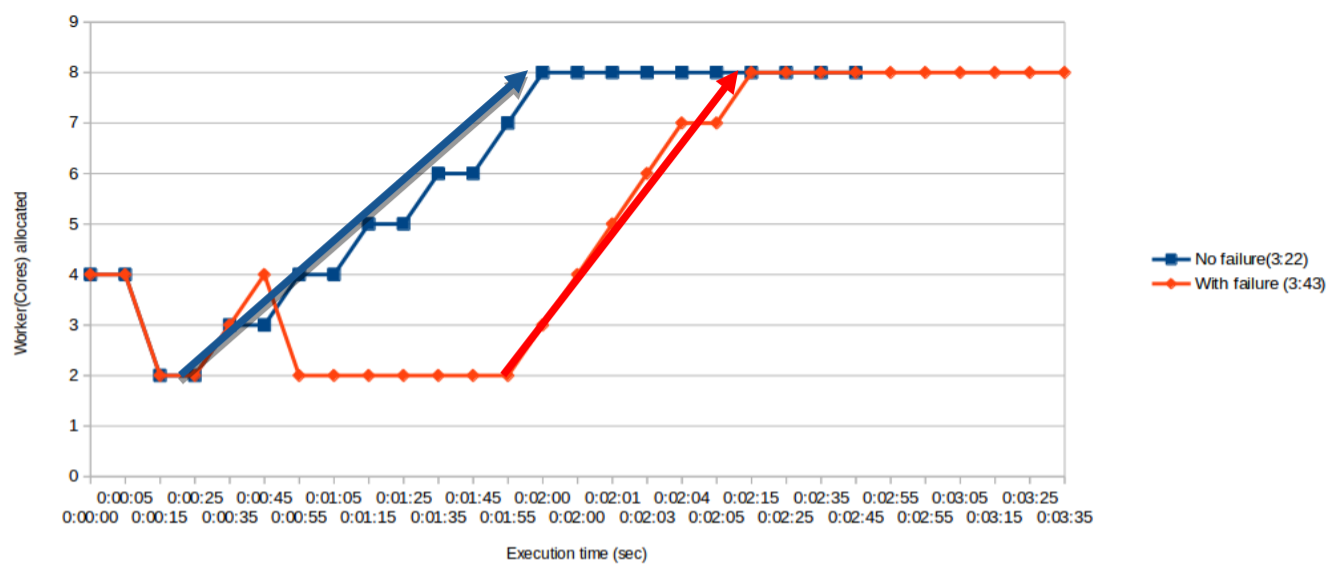 9
8
7
6
5
4
3
2
1
0
Worker(Cores) allocated
0:00:05 0:00:25 0:00:45 0:01:05 0:01:25 0:01:45 0:02:00 0:02:01 0:02:04 0:02:15 0:02:35 0:02:55 0:03:05 0:03:25
0:00:00 0:00:15 0:00:35 0:00:55 0:01:15 0:01:35 0:01:55 0:02:00 0:02:03 0:02:05 0:02:25 0:02:45 0:02:55 0:03:15 0:03:35
Execution time (sec)
No failure(3:22)
With failure (3:43)